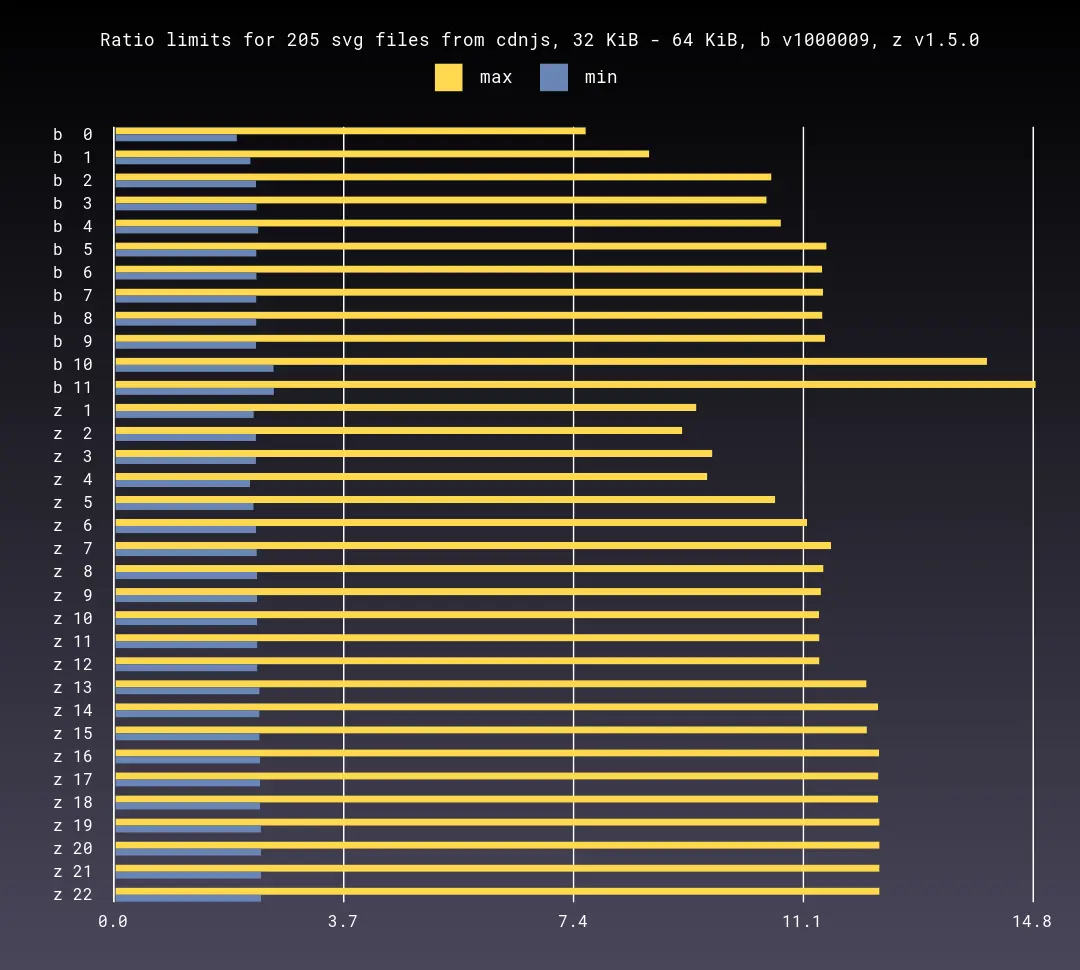 Ratio limits for 205 svg files from cdnjs, 32 KiB - 64 KiB, b v1000009, z v1.5.0
max min
b 0
b 1
b 2
b 3
b 4
b 5
b 6
b 7
b 8
b 9
b 10
b 11
z 1
z 2
z 3
z 4
z 5
z 6
z 7
z 8
z 9
z 10
z 11
z 12
z 13
z 14
z 15
z 16
z 17
z 18
z 19
z 20
z 21
z 22
0.0 3.7 7.4 11.1 14.8